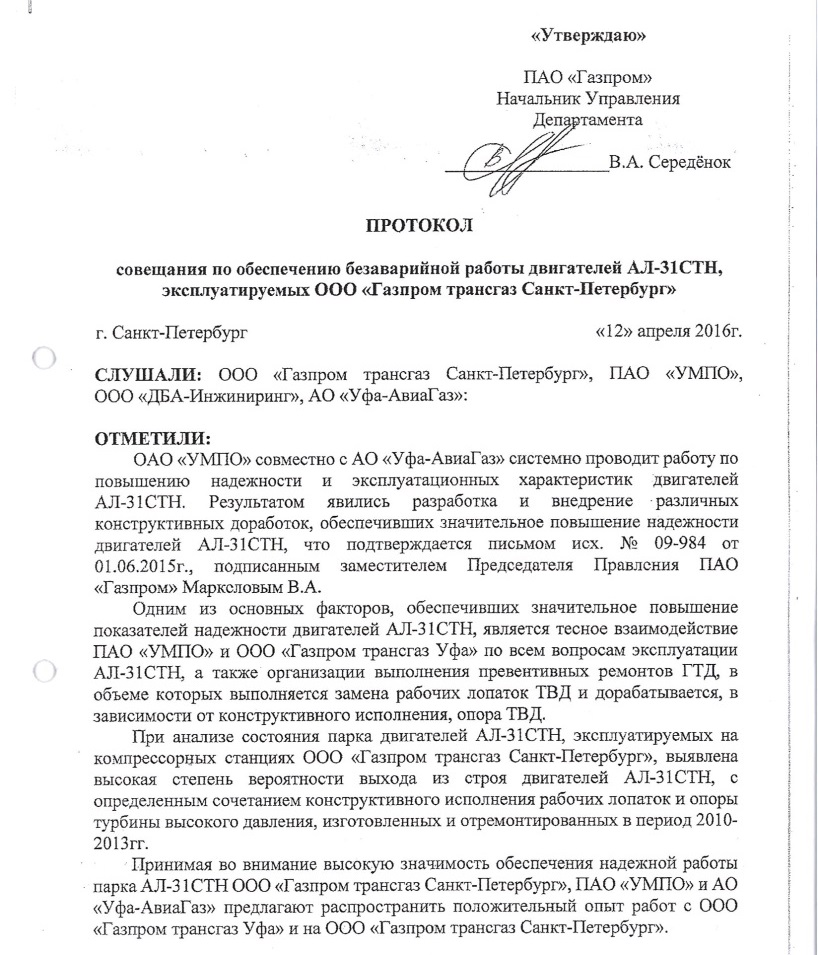 «Утверждаю»
ПАО «Газпром»
Начальник Управления
Департамента
В.А. Середёнок
ПРОТОКОЛ
совещания по обеспечению безаварийной работы двигателей АЛ-31СТН,
эксплуатируемых ООО «Газпром трансгаз Санкт-Петербург»
г. Санкт-Петербург «12» апреля 2016г.
СЛУШАЛИ: ООО «Газпром трансгаз Санкт-Петербург», ПАО «УМПО»,
ООО «ДБА-Инжиниринг», АО «Уфа-АвиаГаз»:
ОТМЕТИЛИ:
ОАО «УМПО» совместно с АО «Уфа-АвиаГаз» системно проводит работу по
повышению надежности и эксплуатационных характеристик двигателей
АЛ-31СТН. Результатом явились разработка и внедрение различных
конструктивных доработок, обеспечивших значительное повышение надежности
двигателей АЛ-31СТН, что подтверждается письмом исх. № 09-984 от
01.06.2015г., подписанным заместителем Председателя Правления ПАО
«Газпром» Маркеловым В.А.
Одним из основных факторов, обеспечивших значительное повышение
показателей надежности двигателей АЛ-31СТН, является тесное взаимодействие
ПАО «УМПО» и ООО «Газпром трансгаз Уфа» по всем вопросам эксплуатации
АЛ-31СТН, а также организации выполнения превентивных ремонтов ГТД, в
объеме которых выполняется замена рабочих лопаток ТВД и дорабатывается, в
зависимости от конструктивного исполнения, опора ТВД.
При анализе состояния парка двигателей АЛ-31СТН, эксплуатируемых на
компрессорных станциях ООО «Газпром трансгаз Санкт-Петербург», выявлена
высокая степень вероятности выхода из строя двигателей АЛ-31СТН, с
определенным сочетанием конструктивного исполнения рабочих лопаток и опоры
турбины высокого давления, изготовленных и отремонтированных в период 2010-
2013гг.
Принимая во внимание высокую значимость обеспечения надежной работы
парка АЛ-31СТН ООО «Газпром трансгаз Санкт-Петербург», ПАО «УМПО» и АО
«Уфа-АвиаГаз» предлагают распространить положительный опыт работ с ООО
«Газпром трансгаз Уфа» и на ООО «Газпром трансгаз Санкт-Петербург».